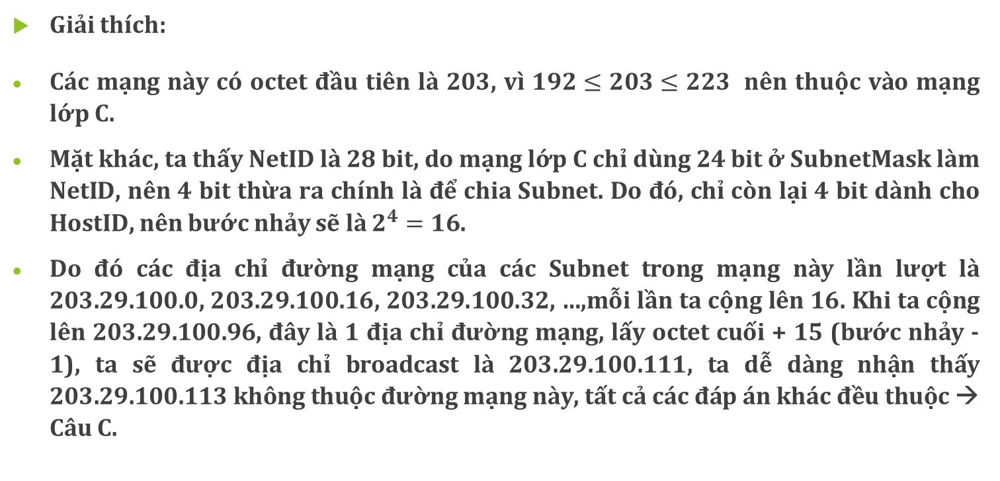 Giải thích:
Các mạng này có octet đầu tiên là 203, vì 192 ≤ 203 ≤ 223 nên thuộc vào mạng
lớp C.
Mặt khác, ta thấy NetID là 28 bit, do mạng lớp C chỉ dùng 24 bit ở SubnetMask làm
NetID, nên 4 bit thừa ra chính là để chia Subnet. Do đó, chỉ còn lại 4 bit dành cho
HostID, nên bước nhảy sẽ là 2⁴ = 16.
Do đó các địa chỉ đường mạng của các Subnet trong mạng này lần lượt là
203.29.100.0, 203.29.100.16, 203.29.100.32, ...,mỗi lần ta cộng lên 16. Khi ta cộng
lên 203.29.100.96, đây là 1 địa chỉ đường mạng, lấy octet cuối + 15 (bước nhảy -
1), ta sẽ được địa chỉ broadcast là 203.29.100.111, ta dễ dàng nhận thấy
203.29.100.113 không thuộc đường mạng này, tất cả các đáp án khác đều thuộc →
Câu C.